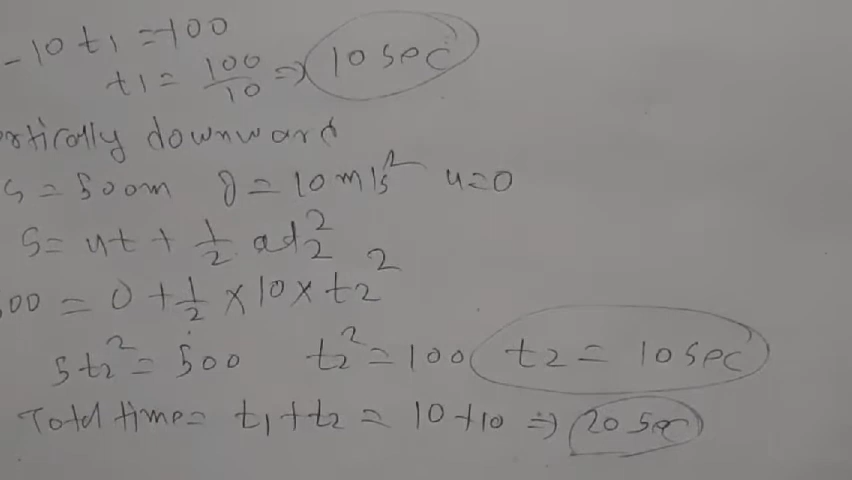 -10 t1 = -100
t1 = 100/10 ⇒ 10 sec
rtically downward
s = 500m g = 10 m/s² u=0
S= ut + 1/2 at2²
00 = 0 + 1/2 × 10 × t2²
5t2² = 500 t2² = 100 t2 = 10 sec
Total time = t1 + t2 = 10 + 10 ⇒ 20 sec